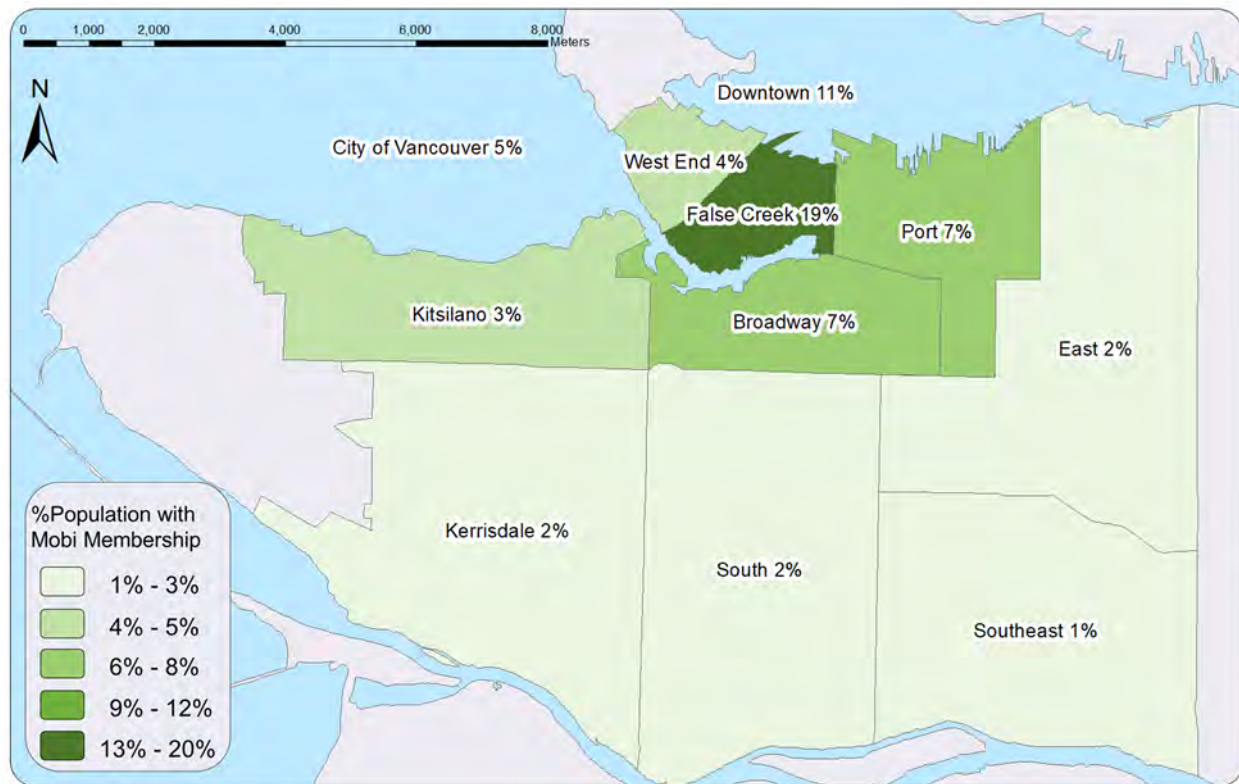 0 1,000 2,000 4,000 6,000 8,000
Meters
N
Downtown 11%
City of Vancouver 5%
West End 4%
False Creek 19%
Port 7%
Kitsilano 3%
Broadway 7%
East 2%
Kerrisdale 2%
South 2%
Southeast 1%
%Population with
Mobi Membership
1% - 3%
4% - 5%
6% - 8%
9% - 12%
13% - 20%